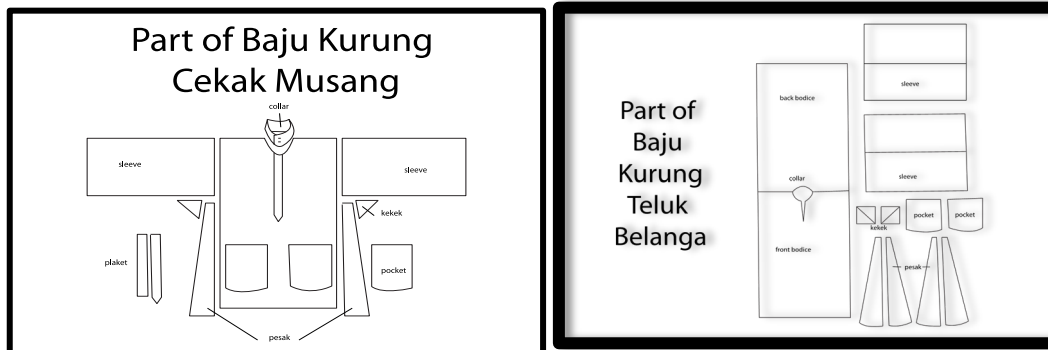 Part of Baju Kurung
Cekak Musang
collar
sleeve
sleeve
kekek
plaket
pocket
pesak
Part of
Baju
Kurung
Teluk
Belanga
back bodice
sleeve
sleeve
collar
pocket
pocket
kekek
front bodice
pesak